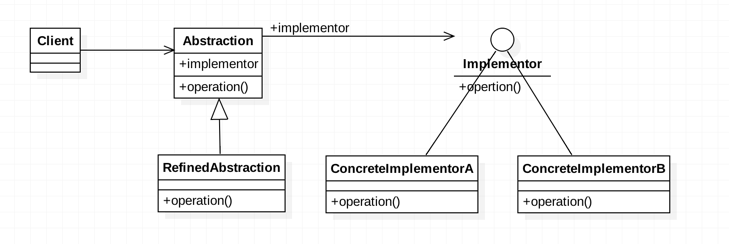 Client
Abstraction
+implementor
+operation()
+implementor
Implementor
+opertion()
RefinedAbstraction
+operation()
ConcreteImplementorA
+operation()
ConcreteImplementorB
+operation()